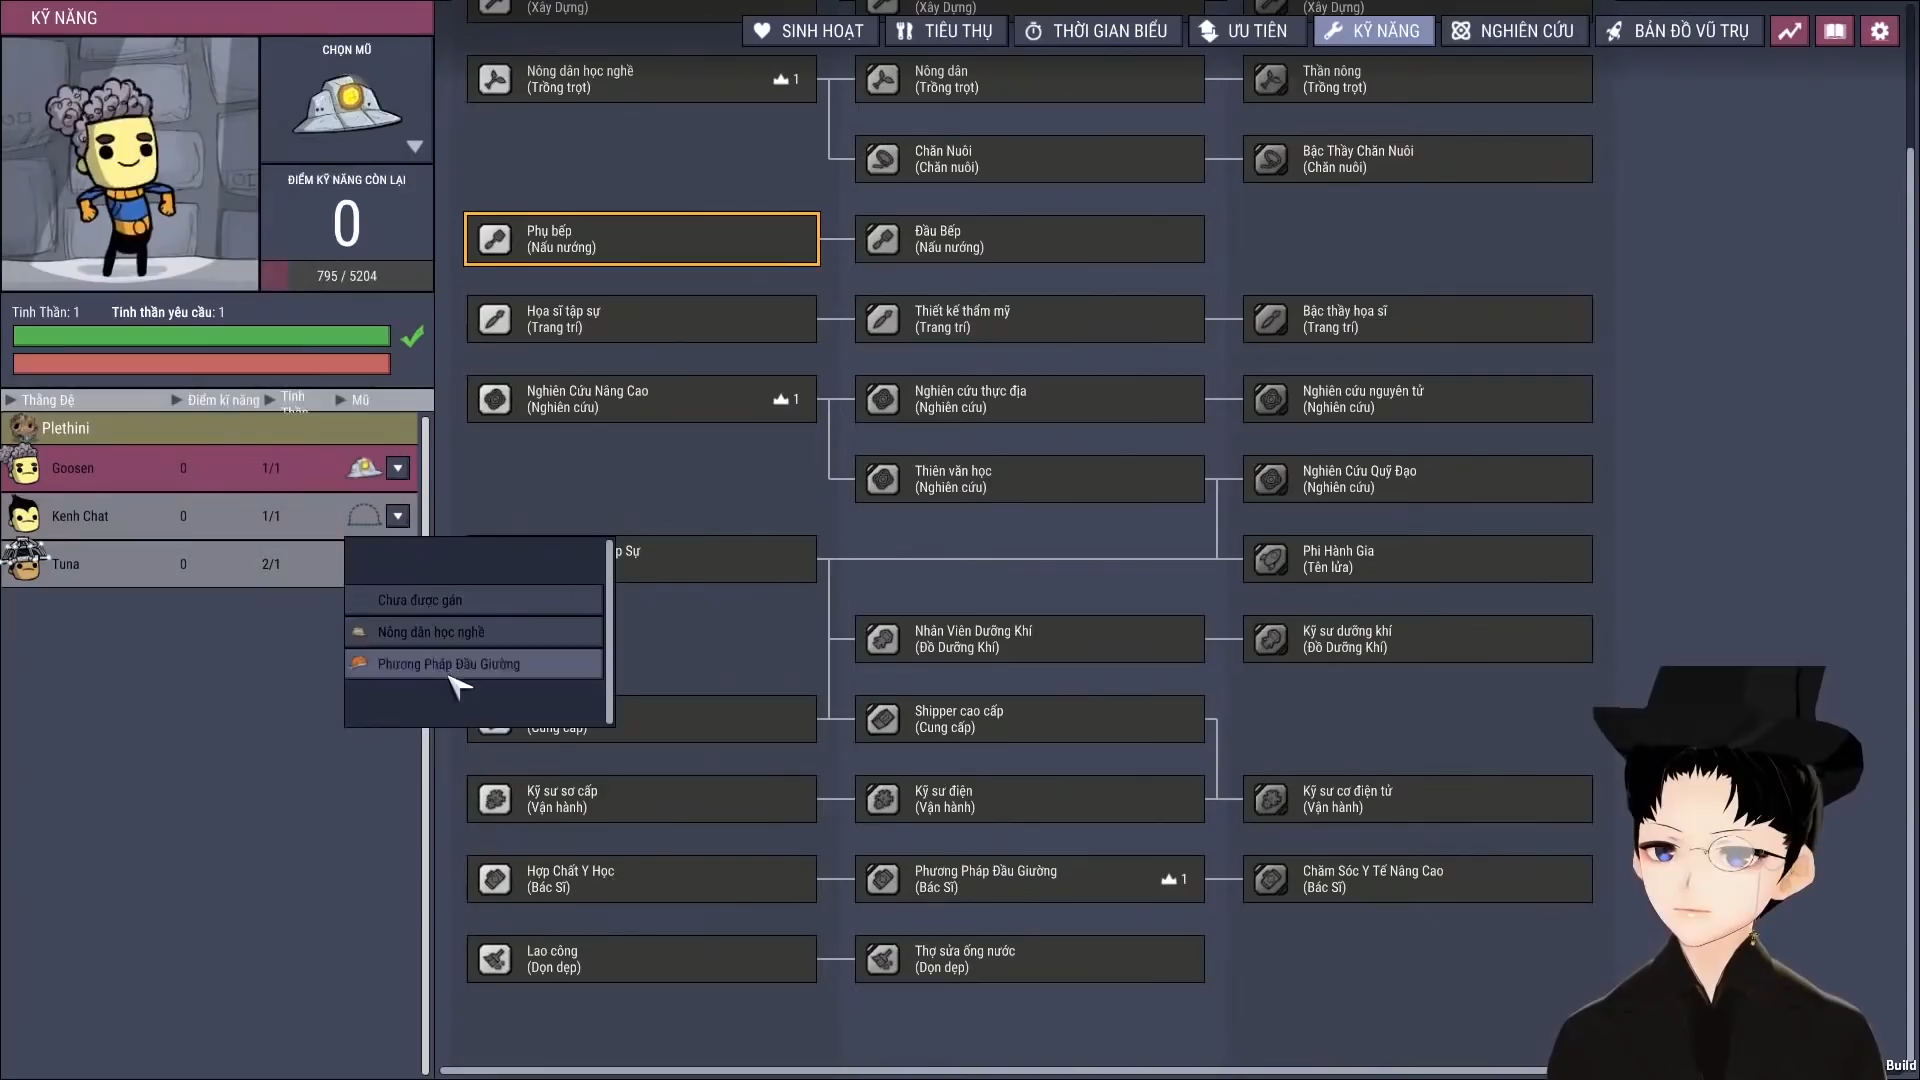 KỸ NĂNG
(Xây Dựng)
(Xây Dựng)
(Xây Dựng)
SINH HOẠT
TIÊU THỤ
THỜI GIAN BIỂU
ƯU TIÊN
KỸ NĂNG
NGHIÊN CỨU
BẢN ĐỒ VŨ TRỤ
CHỌN MŨ
ĐIỂM KỸ NĂNG CÒN LẠI
0
795 / 5204
Tinh Thần: 1
Tinh thần yêu cầu: 1
Thằng Đệ
Điểm kĩ năng
Tinh
Thần
Mũ
Plethini
Goosen 0 1/1
Kenh Chat 0 1/1
Tuna 0 2/1
Chưa được gán
Nông dân học nghề
Phương Pháp Đầu Giường
Nông dân học nghề 1
(Trồng trọt)
Nông dân
(Trồng trọt)
Thần nông
(Trồng trọt)
Chăn Nuôi
(Chăn nuôi)
Bậc Thầy Chăn Nuôi
(Chăn nuôi)
Phụ bếp
(Nấu nướng)
Đầu Bếp
(Nấu nướng)
Họa sĩ tập sự
(Trang trí)
Thiết kế thẩm mỹ
(Trang trí)
Bậc thầy họa sĩ
(Trang trí)
Nghiên Cứu Nâng Cao 1
(Nghiên cứu)
Nghiên cứu thực địa
(Nghiên cứu)
Nghiên cứu nguyên tử
(Nghiên cứu)
Thiên văn học
(Nghiên cứu)
Nghiên Cứu Quỹ Đạo
(Nghiên cứu)
p Sự
Phi Hành Gia
(Tên lửa)
Nhân Viên Dưỡng Khí
(Đồ Dưỡng Khí)
Kỹ sư dưỡng khí
(Đồ Dưỡng Khí)
(Cung cấp)
Shipper cao cấp
(Cung cấp)
Kỹ sư sơ cấp
(Vận hành)
Kỹ sư điện
(Vận hành)
Kỹ sư cơ điện tử
(Vận hành)
Hợp Chất Y Học
(Bác Sĩ)
Phương Pháp Đầu Giường 1
(Bác Sĩ)
Chăm Sóc Y Tế Nâng Cao
(Bác Sĩ)
Lao công
(Dọn dẹp)
Thợ sửa ống nước
(Dọn dẹp)
Build